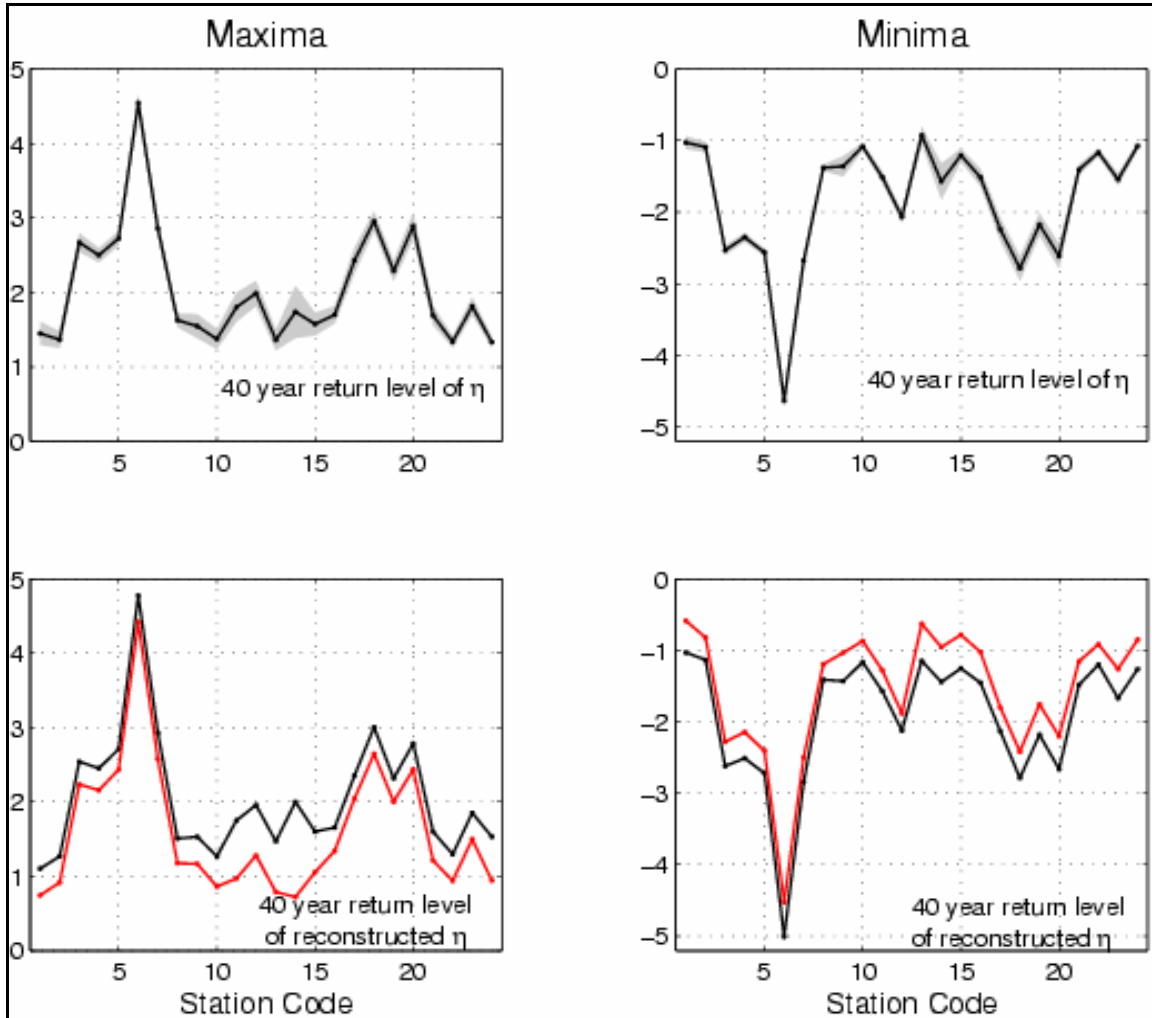 Maxima
5
4
3
2
1
0
40 year return level of η
5 10 15 20
Minima
0
−1
−2
−3
−4
−5
40 year return level of η
5 10 15 20
5
4
3
2
1
0
40 year return level
of reconstructed η
5 10 15 20
Station Code
0
−1
−2
−3
−4
−5
40 year return level
of reconstructed η
5 10 15 20
Station Code